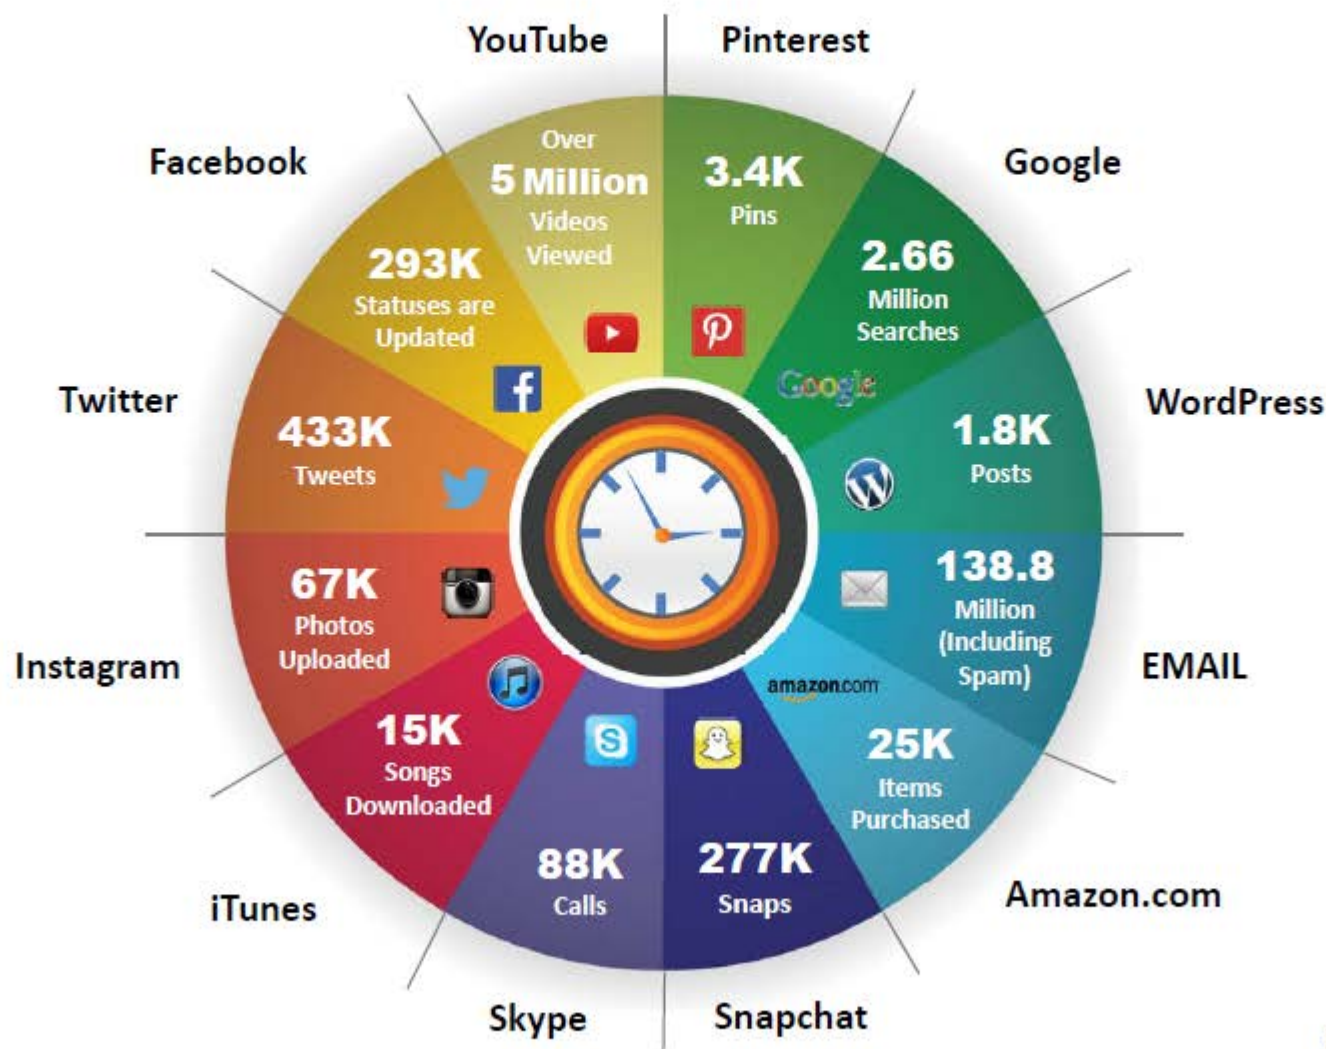 YouTube
Pinterest
Facebook
Google
Twitter
WordPress
Instagram
EMAIL
iTunes
Amazon.com
Skype
Snapchat
Over
5 Million
Videos
Viewed
3.4K
Pins
2.66
Million
Searches
Google
1.8K
Posts
138.8
Million
(Including
Spam)
amazon.com
25K
Items
Purchased
277K
Snaps
88K
Calls
15K
Songs
Downloaded
67K
Photos
Uploaded
433K
Tweets
293K
Statuses are
Updated